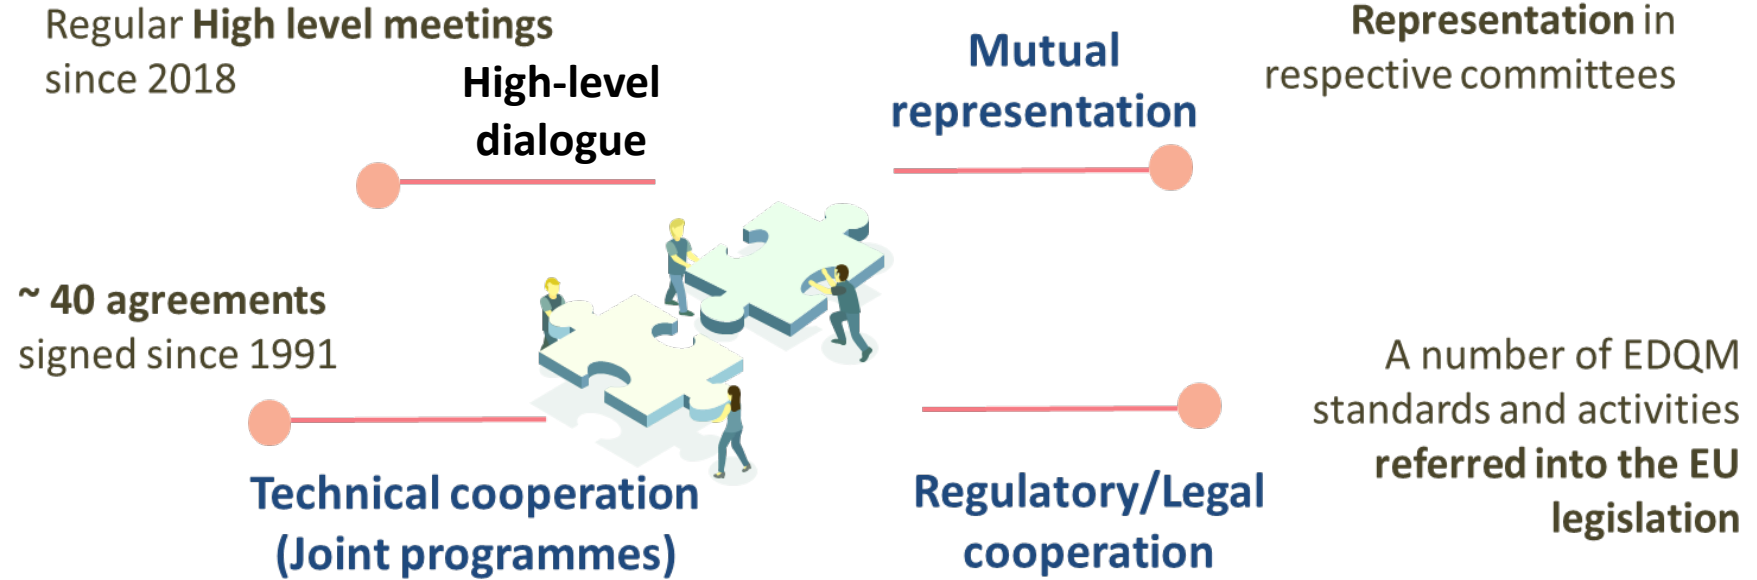 Regular High level meetings
since 2018
High-level
dialogue
Mutual
representation
Representation in
respective committees
~ 40 agreements
signed since 1991
Technical cooperation
(Joint programmes)
Regulatory/Legal
cooperation
A number of EDQM
standards and activities
referred into the EU
legislation